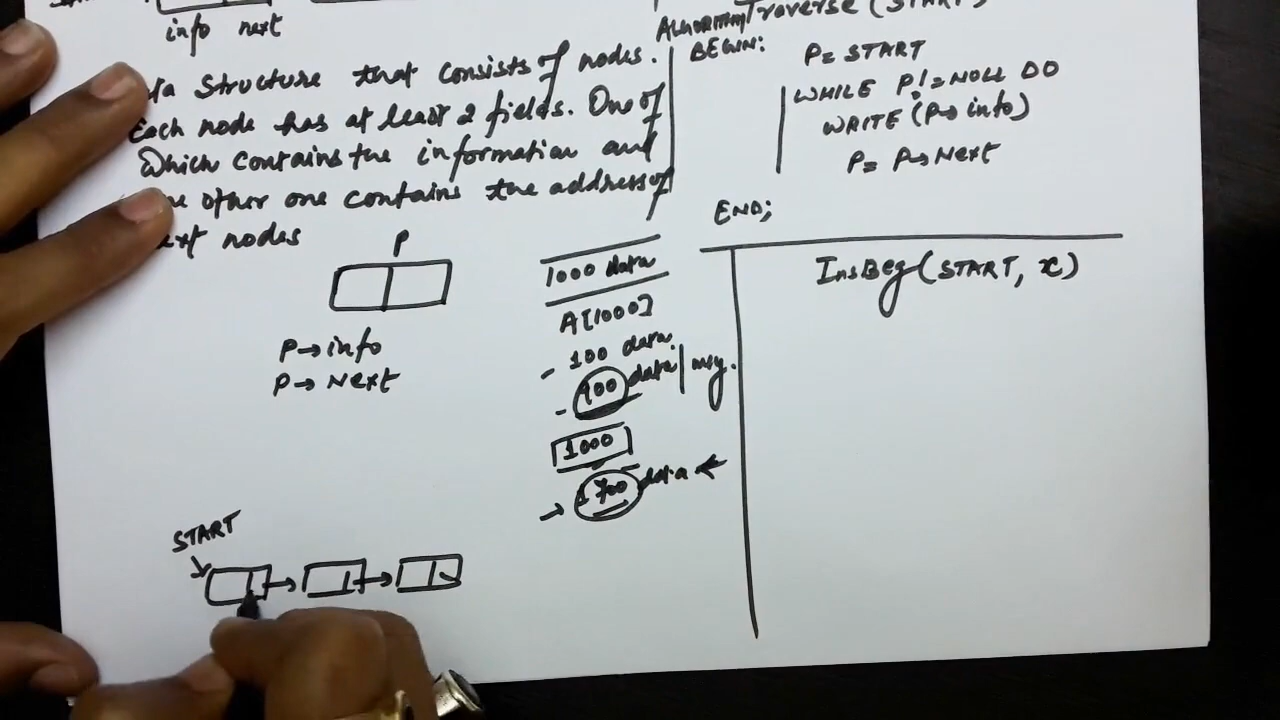 info next
Structure that consists of nodes.
Each node has at least 2 fields. One of
which contains the information and
other one contains the address of
nodes
P
P→info
P→Next
START
1000 data
A[1000]
- 100 data
- 900 data | msg.
1000
→ 1700 data ←
ALGORITHM Traverse (START)
BEGIN:
P= START
WHILE P!=NULL DO
WRITE (P→info)
P= P→Next
END;
InsBeg(START, x)